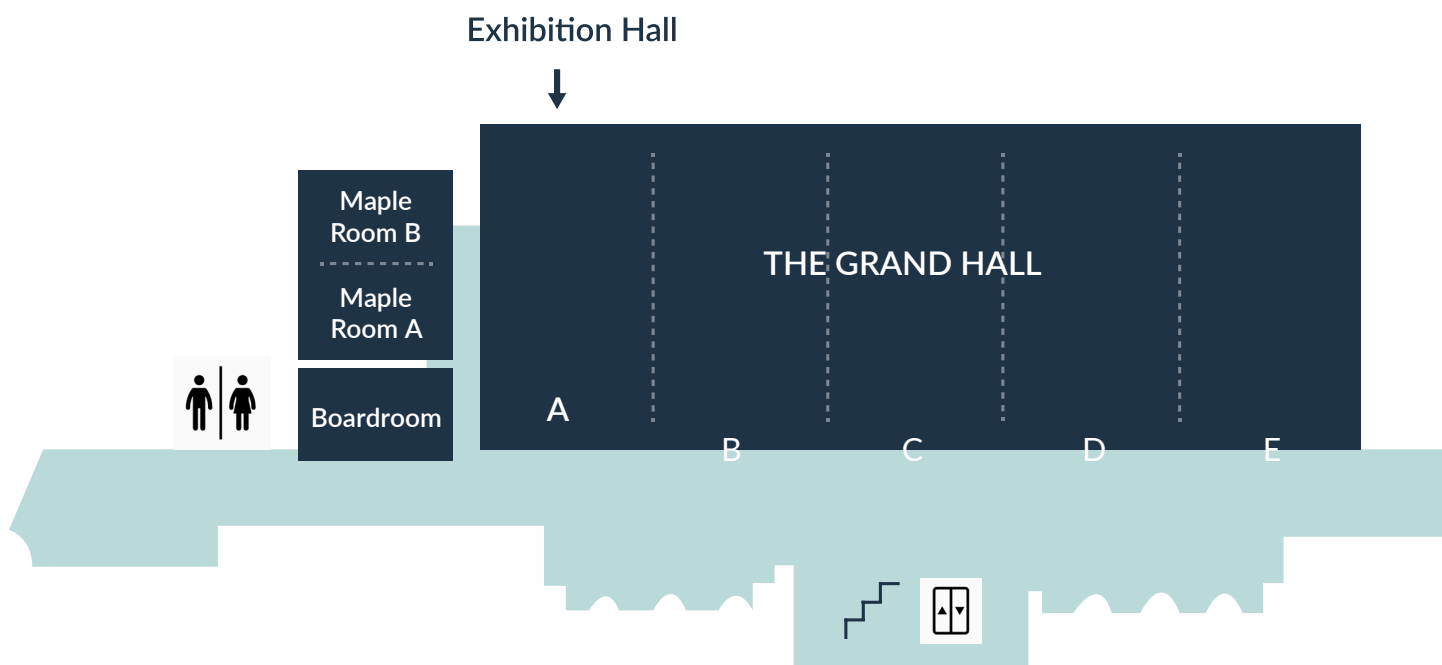 Exhibition Hall
Maple
Room B
Maple
Room A
Boardroom
THE GRAND HALL
A
B
C
D
E